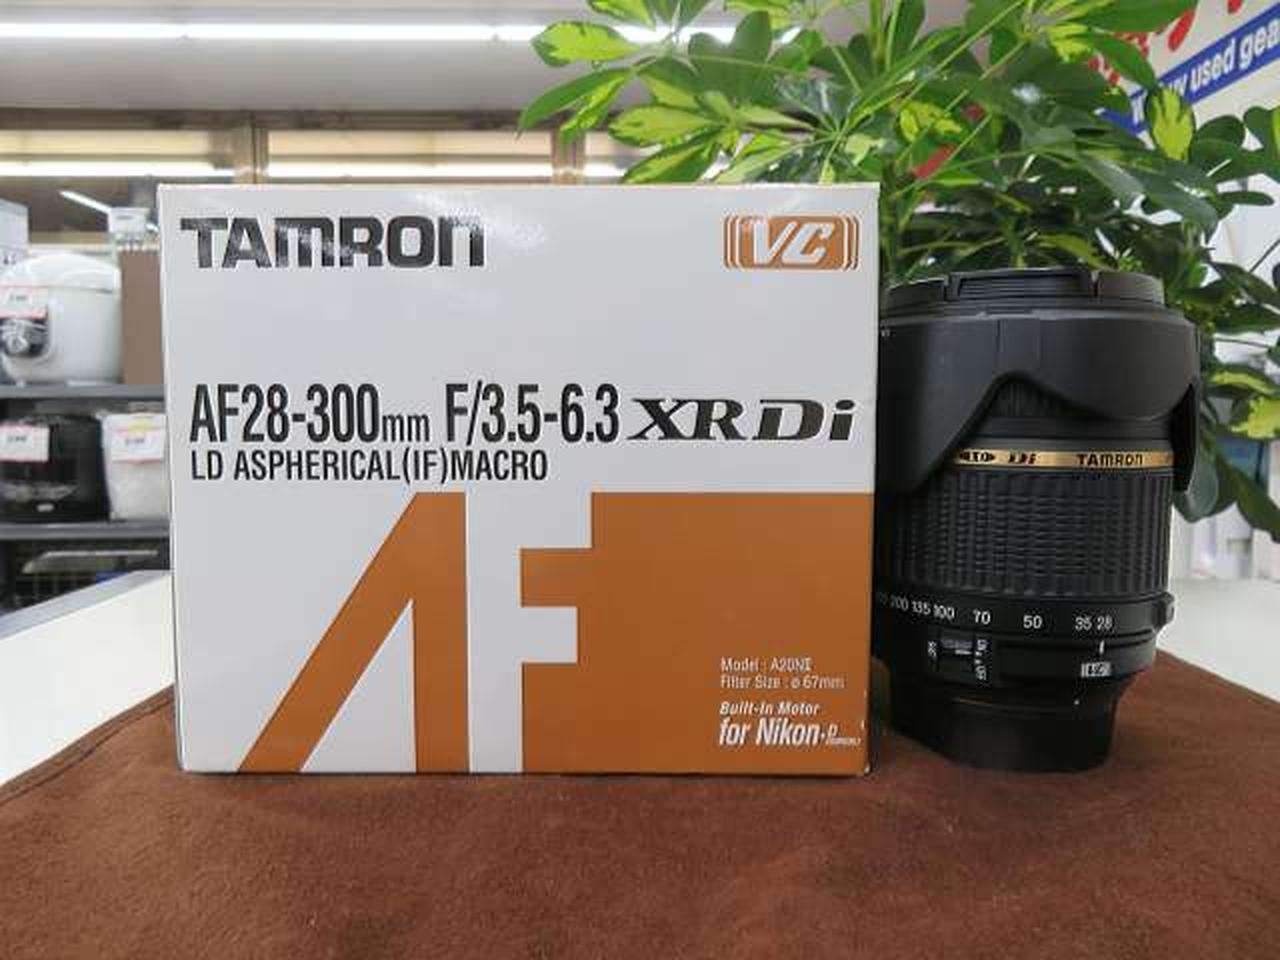 uy used gea
TAMRON
VC
AF28-300mm F/3.5-6.3 XR Di
LD ASPHERICAL(IF)MACRO
AF
Model : A20NⅡ
Filter Size : ø 67mm
Built-In Motor
for Nikon-D
Di TAMRON
200 135 100 70 50 35 28